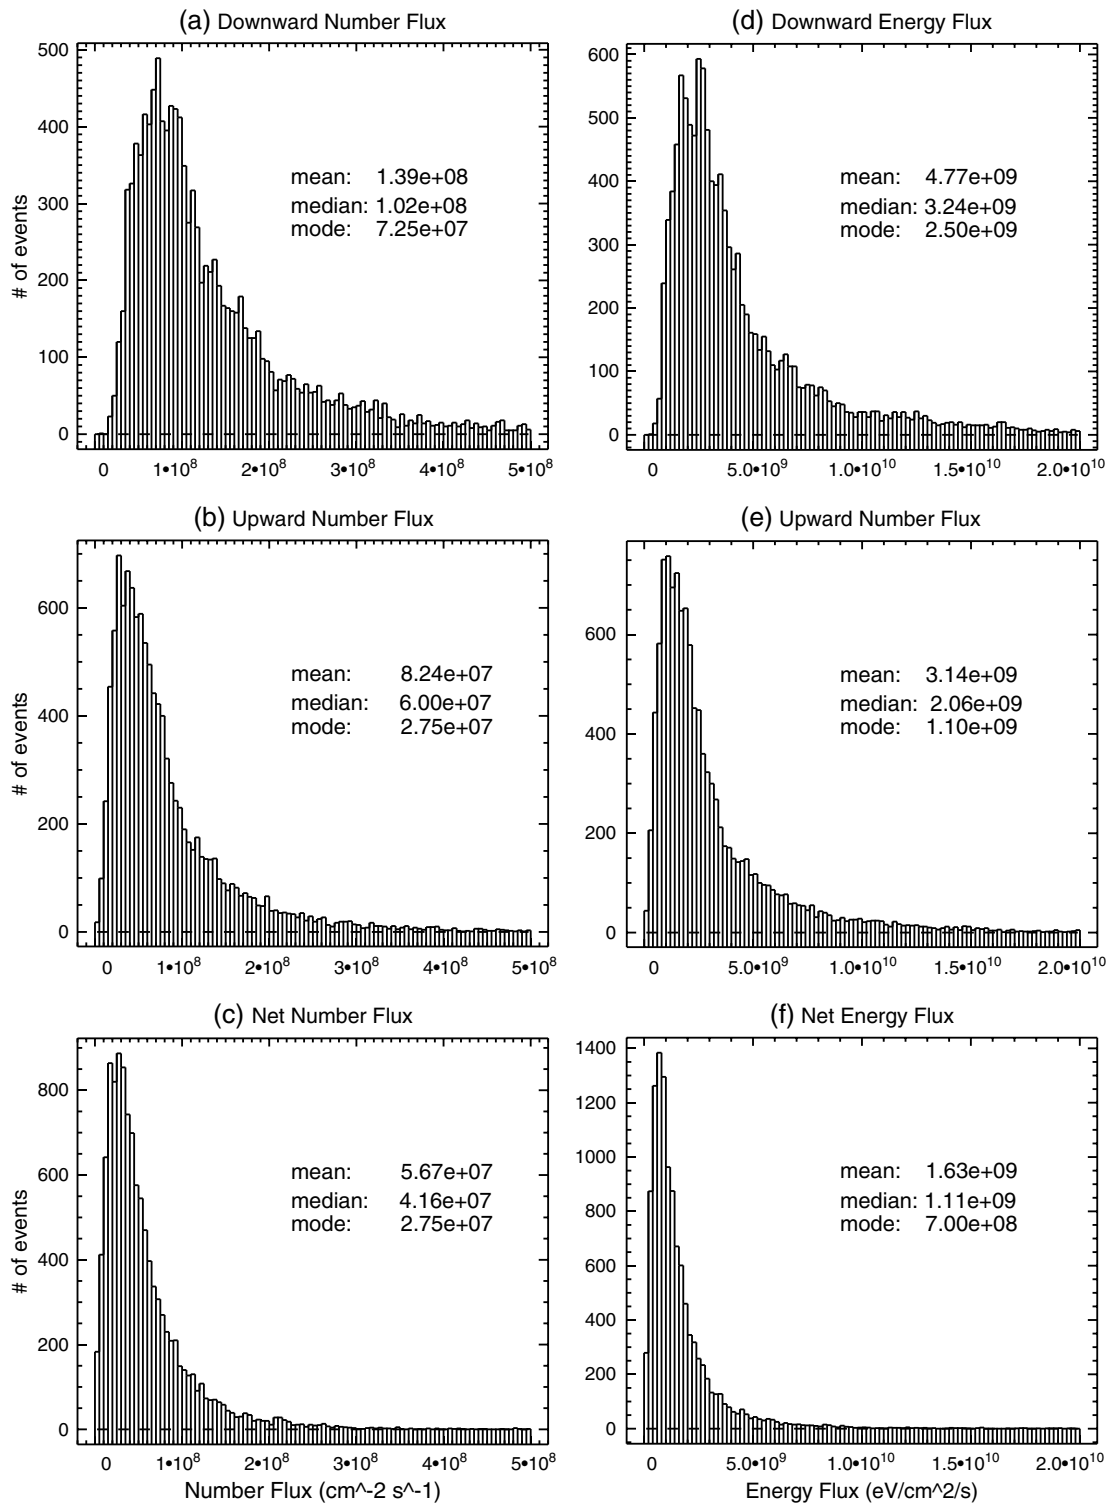 (a) Downward Number Flux
500
400
300
200
100
0
# of events
mean: 1.39e+08
median: 1.02e+08
mode: 7.25e+07
0 1•10⁸ 2•10⁸ 3•10⁸ 4•10⁸ 5•10⁸
(d) Downward Energy Flux
600
500
400
300
200
100
0
mean: 4.77e+09
median: 3.24e+09
mode: 2.50e+09
0 5.0•10⁹ 1.0•10¹⁰ 1.5•10¹⁰ 2.0•10¹⁰
(b) Upward Number Flux
600
400
200
0
# of events
mean: 8.24e+07
median: 6.00e+07
mode: 2.75e+07
0 1•10⁸ 2•10⁸ 3•10⁸ 4•10⁸ 5•10⁸
(e) Upward Number Flux
600
400
200
0
mean: 3.14e+09
median: 2.06e+09
mode: 1.10e+09
0 5.0•10⁹ 1.0•10¹⁰ 1.5•10¹⁰ 2.0•10¹⁰
(c) Net Number Flux
800
600
400
200
0
# of events
mean: 5.67e+07
median: 4.16e+07
mode: 2.75e+07
0 1•10⁸ 2•10⁸ 3•10⁸ 4•10⁸ 5•10⁸
Number Flux (cm^-2 s^-1)
(f) Net Energy Flux
1400
1200
1000
800
600
400
200
0
mean: 1.63e+09
median: 1.11e+09
mode: 7.00e+08
0 5.0•10⁹ 1.0•10¹⁰ 1.5•10¹⁰ 2.0•10¹⁰
Energy Flux (eV/cm^2/s)